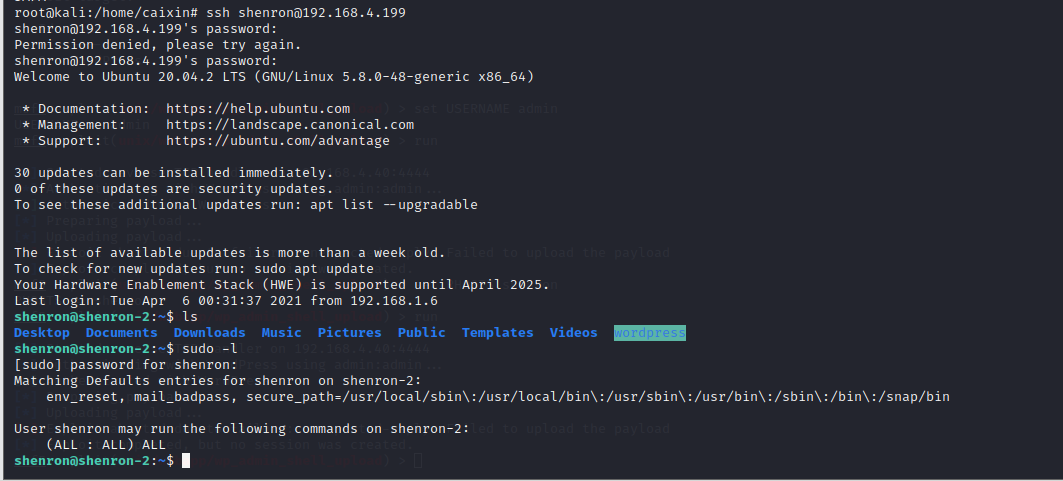 root@kali:/home/caixin# ssh shenron@192.168.4.199
shenron@192.168.4.199's password:
Permission denied, please try again.
shenron@192.168.4.199's password:
Welcome to Ubuntu 20.04.2 LTS (GNU/Linux 5.8.0-48-generic x86_64)
* Documentation:  https://help.ubuntu.com
* Management:     https://landscape.canonical.com
* Support:        https://ubuntu.com/advantage
30 updates can be installed immediately.
0 of these updates are security updates.
To see these additional updates run: apt list --upgradable
The list of available updates is more than a week old.
To check for new updates run: sudo apt update
Your Hardware Enablement Stack (HWE) is supported until April 2025.
Last login: Tue Apr  6 00:31:37 2021 from 192.168.1.6
shenron@shenron-2:~$ ls
Desktop  Documents  Downloads  Music  Pictures  Public  Templates  Videos  wordpress
shenron@shenron-2:~$ sudo -l
[sudo] password for shenron:
Matching Defaults entries for shenron on shenron-2:
    env_reset, mail_badpass, secure_path=/usr/local/sbin\:/usr/local/bin\:/usr/sbin\:/usr/bin\:/sbin\:/bin\:/snap/bin
User shenron may run the following commands on shenron-2:
    (ALL : ALL) ALL
shenron@shenron-2:~$